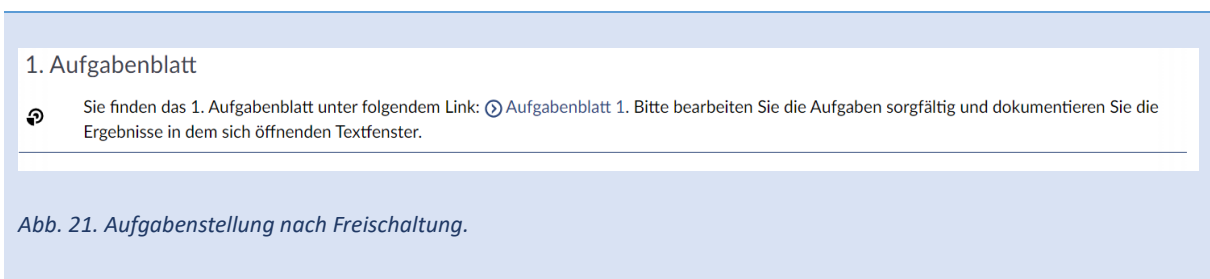 1. Aufgabenblatt
Sie finden das 1. Aufgabenblatt unter folgendem Link: Aufgabenblatt 1. Bitte bearbeiten Sie die Aufgaben sorgfältig und dokumentieren Sie die
Ergebnisse in dem sich öffnenden Textfenster.
Abb. 21. Aufgabenstellung nach Freischaltung.